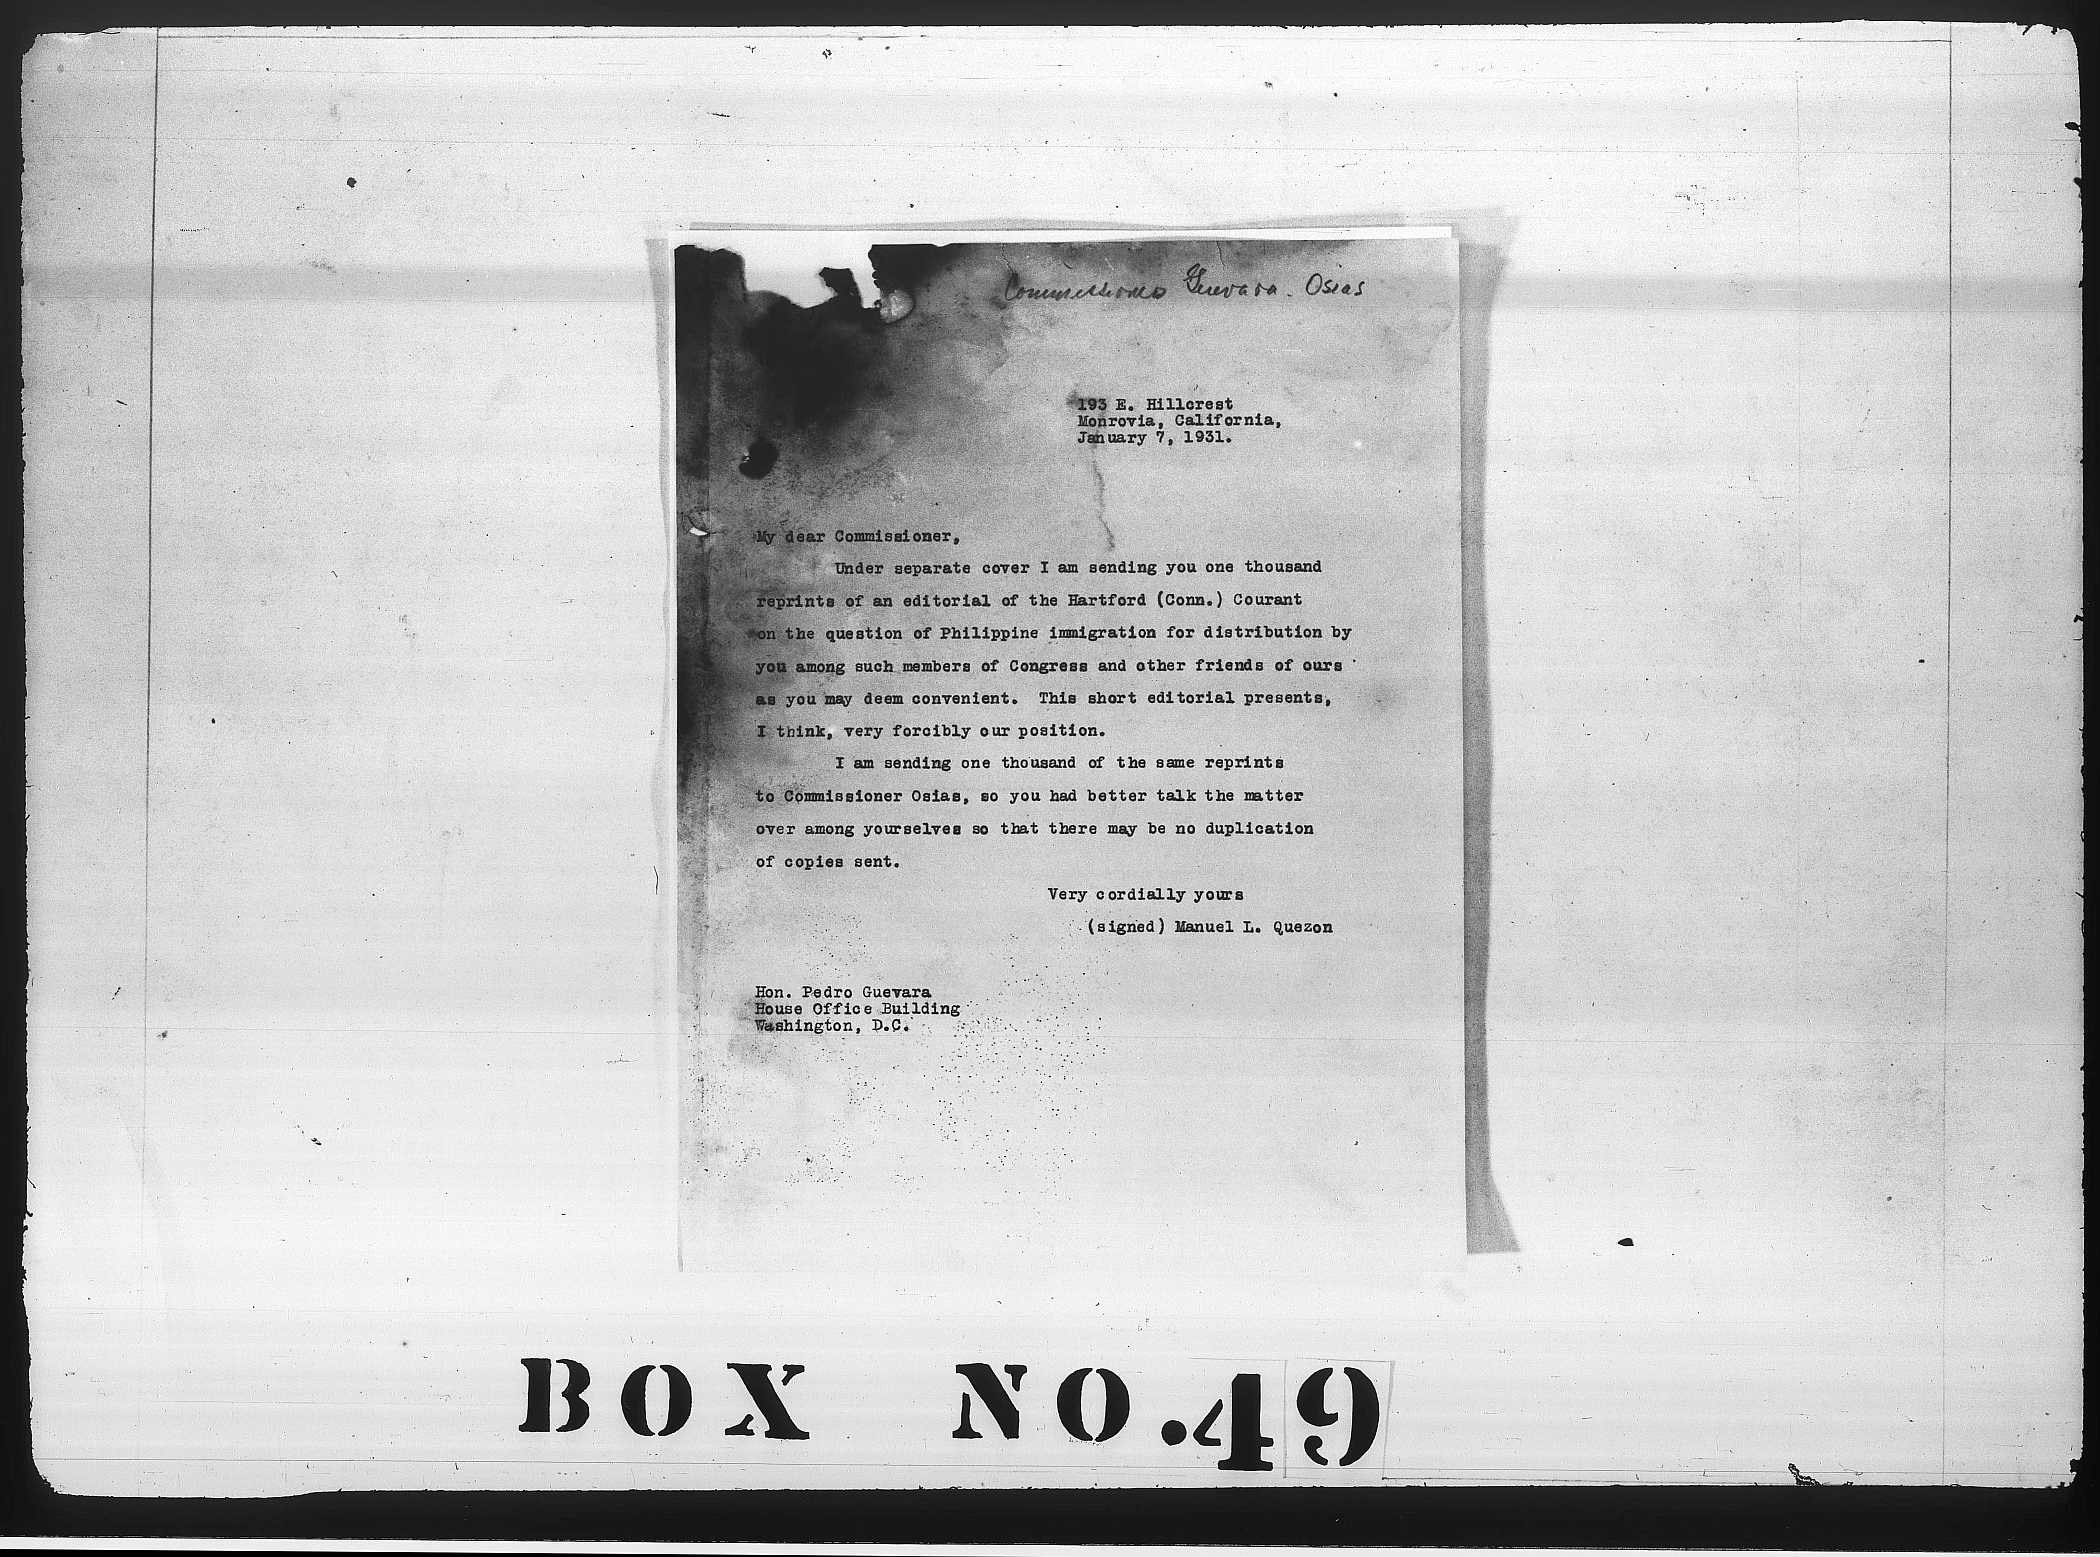 Commissioners Guevara - Osias
193 E. Hillcrest
Monrovia, California,
January 7, 1931.
My dear Commissioner,
Under separate cover I am sending you one thousand
reprints of an editorial of the Hartford (Conn.) Courant
on the question of Philippine immigration for distribution by
you among such members of Congress and other friends of ours
as you may deem convenient. This short editorial presents,
I think, very forcibly our position.
I am sending one thousand of the same reprints
to Commissioner Osias, so you had better talk the matter
over among yourselves so that there may be no duplication
of copies sent.
Very cordially yours
(signed) Manuel L. Quezon
Hon. Pedro Guevara
House Office Building
Washington, D.C.
BOX NO. 49